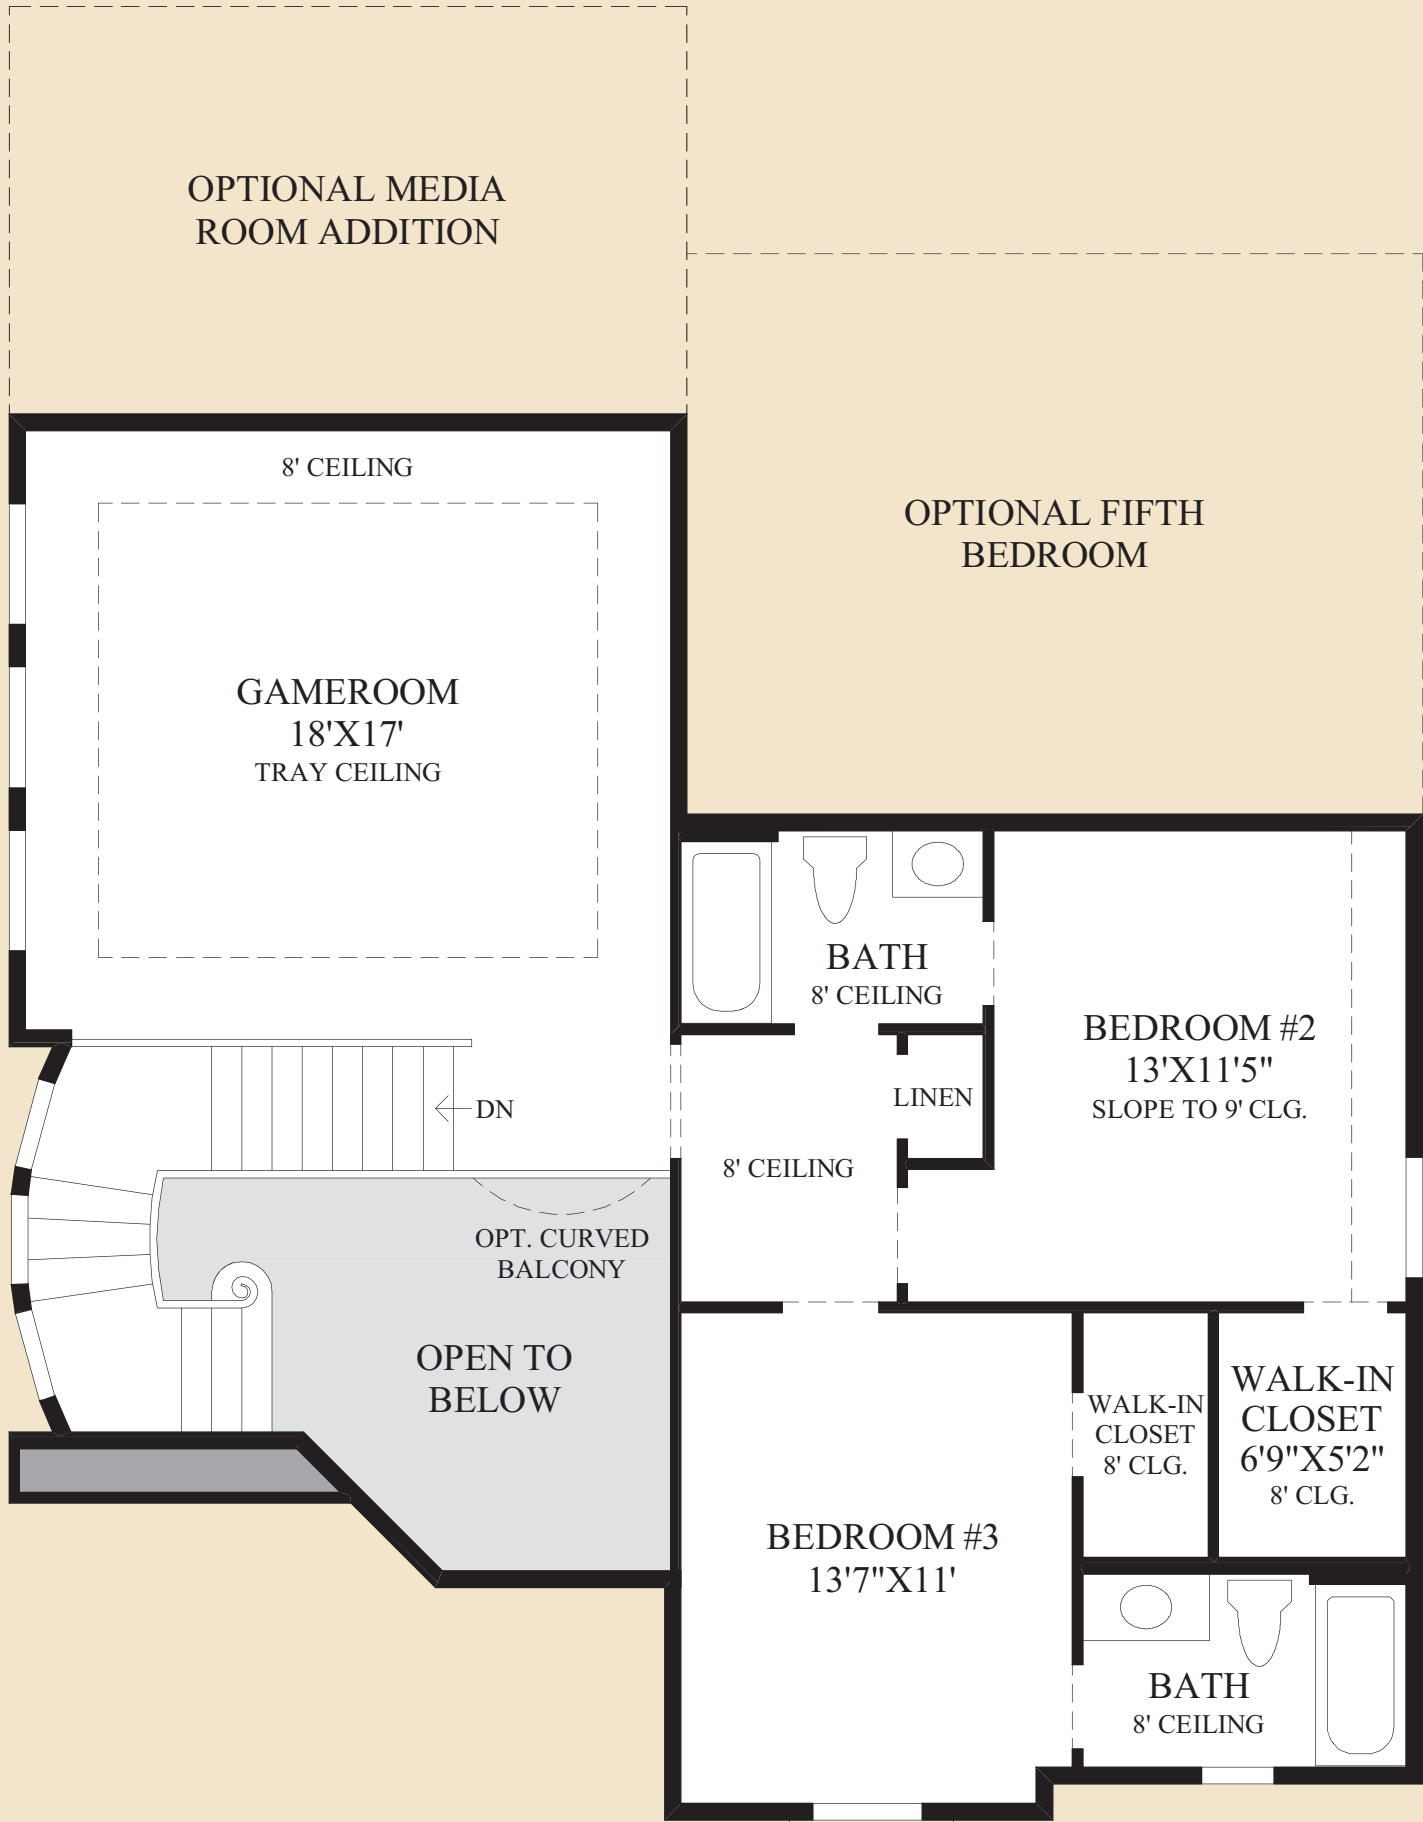 OPTIONAL MEDIA
ROOM ADDITION
8' CEILING
OPTIONAL FIFTH
BEDROOM
GAMEROOM
18'X17'
TRAY CEILING
BATH
8' CEILING
BEDROOM #2
13'X11'5"
SLOPE TO 9' CLG.
LINEN
DN
8' CEILING
OPT. CURVED
BALCONY
OPEN TO
BELOW
WALK-IN
CLOSET
8' CLG.
WALK-IN
CLOSET
6'9"X5'2"
8' CLG.
BEDROOM #3
13'7"X11'
BATH
8' CEILING